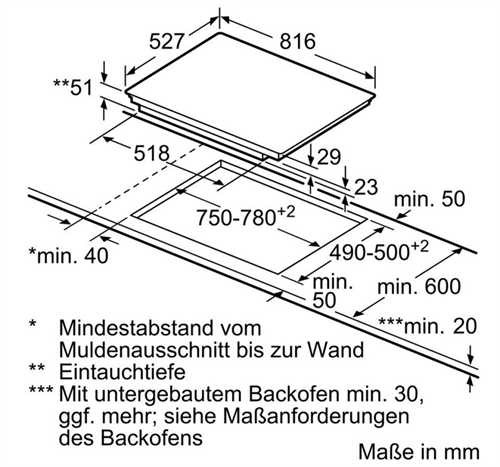 527
816
**51
518
29
23
min. 50
750-780+2
490-500+2
*min. 40
min.
50
min. 600
***min. 20
* Mindestabstand vom
Muldenausschnitt bis zur Wand
** Eintauchtiefe
*** Mit untergebautem Backofen min. 30,
ggf. mehr; siehe Maßanforderungen
des Backofens
Maße in mm